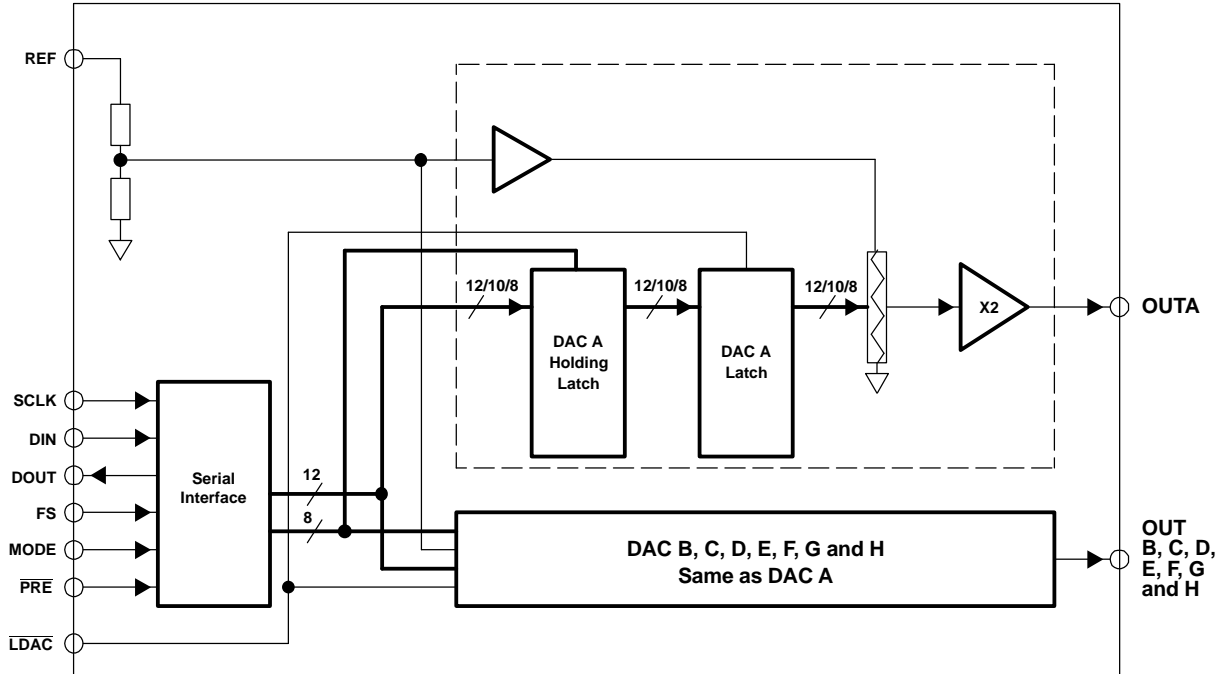 REF
12/10/8
12/10/8
12/10/8
X2
OUTA
DAC A
Holding
Latch
DAC A
Latch
SCLK
DIN
DOUT
FS
MODE
PRE
LDAC
Serial
Interface
12
8
DAC B, C, D, E, F, G and H
Same as DAC A
OUT
B, C, D,
E, F, G
and H